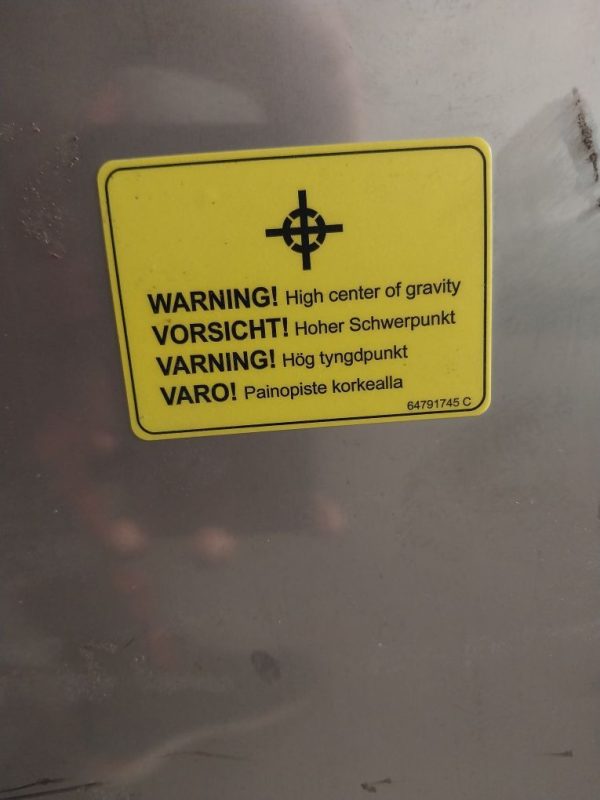 WARNING! High center of gravity
VORSICHT! Hoher Schwerpunkt
VARNING! Hög tyngdpunkt
VARO! Painopiste korkealla
64791745 C